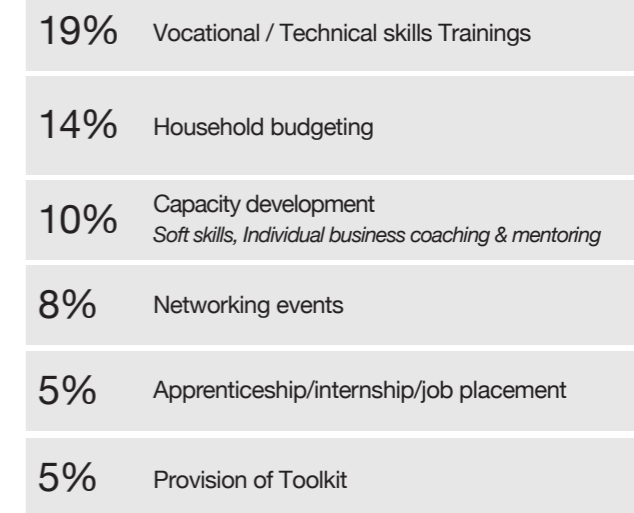 19% Vocational / Technical skills Trainings
14% Household budgeting
10% Capacity development
Soft skills, Individual business coaching & mentoring
8% Networking events
5% Apprenticeship/internship/job placement
5% Provision of Toolkit